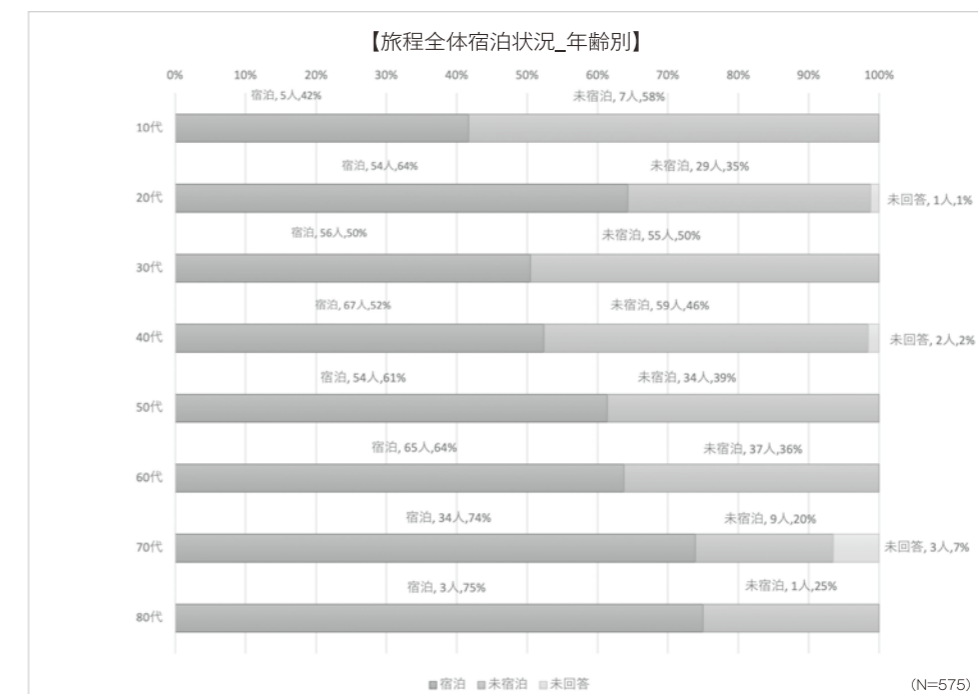 【旅程全体宿泊状況_年齢別】
0% 10% 20% 30% 40% 50% 60% 70% 80% 90% 100%
宿泊, 5人,42% 未宿泊, 7人,58%
10代
宿泊, 54人,64% 未宿泊, 29人,35%
20代 未回答, 1人,1%
宿泊, 56人,50% 未宿泊, 55人,50%
30代
宿泊, 67人,52% 未宿泊, 59人,46%
40代 未回答, 2人,2%
宿泊, 54人,61% 未宿泊, 34人,39%
50代
宿泊, 65人,64% 未宿泊, 37人,36%
60代
宿泊, 34人,74% 未宿泊, 9人,20%
70代 未回答, 3人,7%
宿泊, 3人,75% 未宿泊, 1人,25%
80代
■宿泊 ■未宿泊 ■未回答
(N=575)